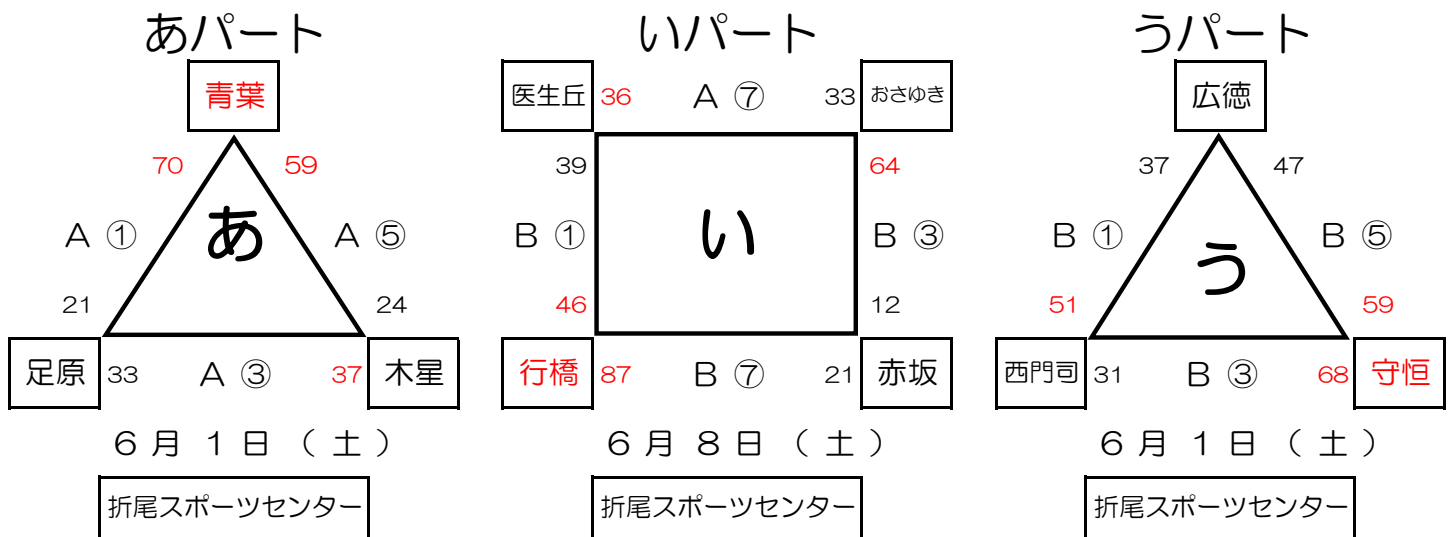 あパート いパート うパート
青葉 医生丘 36 A ⑦ 33 おさゆき 広徳
70 59 39 64 37 47
A ① あ A ⑤ B ① い B ③ B ① う B ⑤
21 24 46 12 51 59
足原 33 A ③ 37 木星 行橋 87 B ⑦ 21 赤坂 西門司 31 B ③ 68 守恒
6月1日(土) 6月8日(土) 6月1日(土)
折尾スポーツセンター 折尾スポーツセンター 折尾スポーツセンター